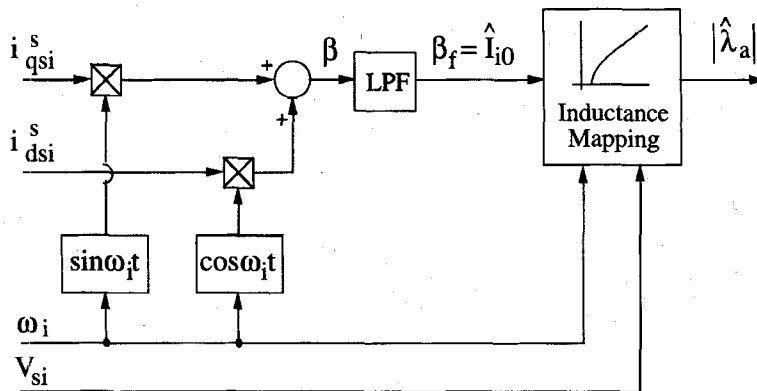 i^s_qsi
+
β
LPF
β_f = Î_i0
|λ̂_a|
Inductance
Mapping
+
i^s_dsi
sinω_it
cosω_it
ω_i
V_si